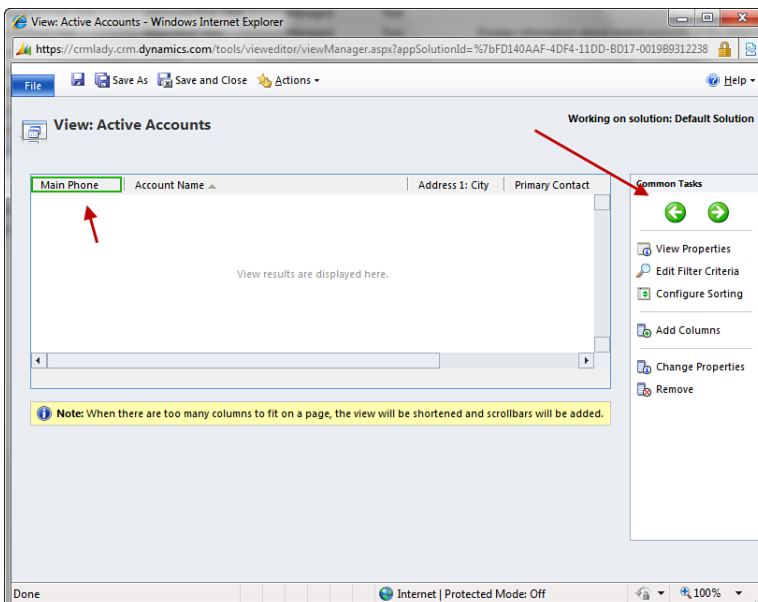 View: Active Accounts - Windows Internet Explorer
https://crmlady.crm.dynamics.com/tools/vieweditor/viewManager.aspx?appSolutionId=%7bFD140AAF-4DF4-11DD-BD17-0019B9312238
File Save As Save and Close Actions Help
View: Active Accounts
Working on solution: Default Solution
Main Phone Account Name Address 1: City Primary Contact
View results are displayed here.
Note: When there are too many columns to fit on a page, the view will be shortened and scrollbars will be added.
Common Tasks
View Properties
Edit Filter Criteria
Configure Sorting
Add Columns
Change Properties
Remove
Done Internet | Protected Mode: Off 100%